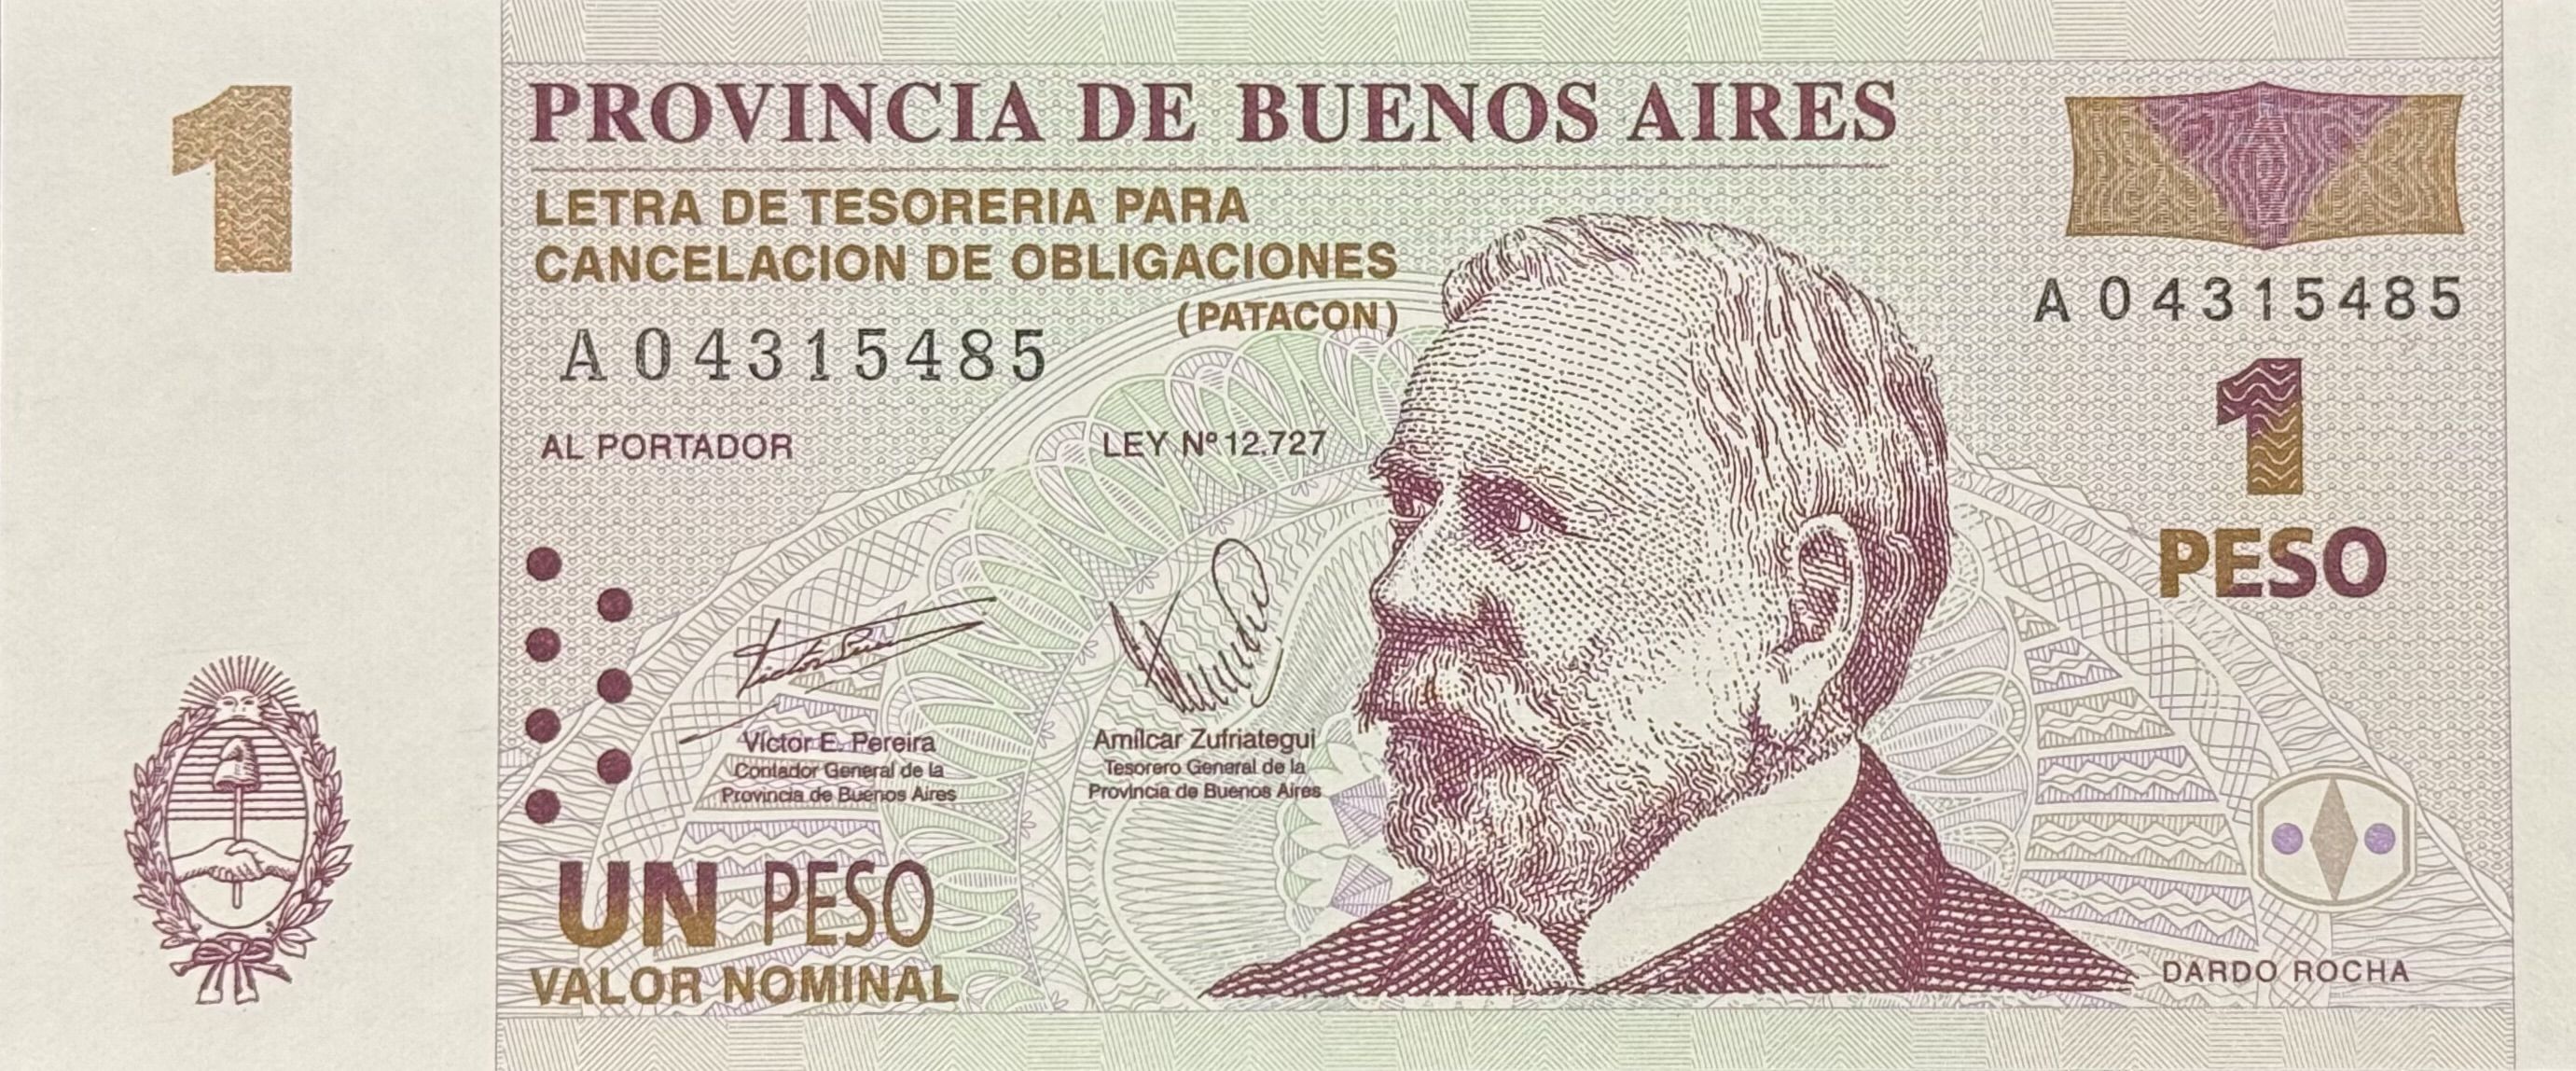 1
PROVINCIA DE BUENOS AIRES
LETRA DE TESORERIA PARA
CANCELACION DE OBLIGACIONES
(PATACON)
A 04315485
A 04315485
AL PORTADOR
LEY Nº 12.727
1
PESO
Víctor E. Pereira
Contador General de la
Provincia de Buenos Aires
Amílcar Zufriategui
Tesorero General de la
Provincia de Buenos Aires
UN PESO
VALOR NOMINAL
DARDO ROCHA